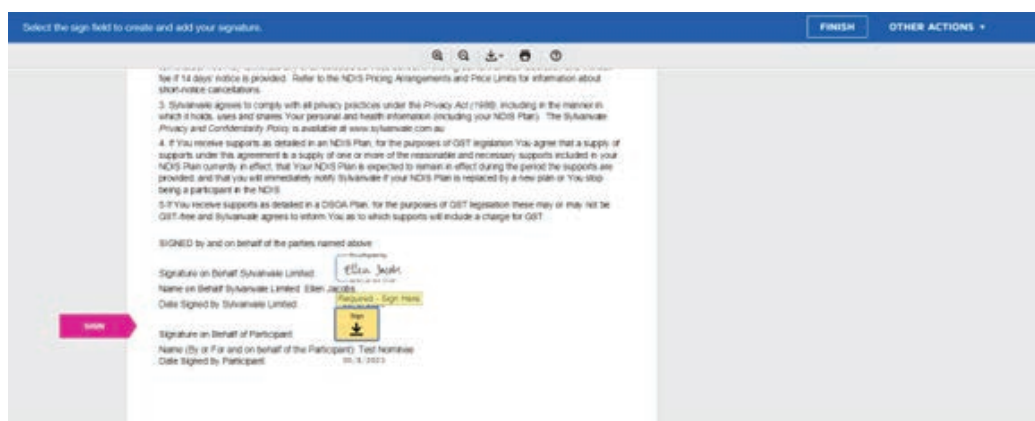 Select the sign field to create and add your signature.
FINISH
OTHER ACTIONS
fee if 14 days' notice is provided. Refer to the NDIS Pricing Arrangements and Price Limits for information about
short-notice cancellations.
3. Sylvanvale agrees to comply with all privacy practices under the Privacy Act (1988), including in the manner in
which it holds, uses and shares Your personal and health information (including your NDIS Plan). The Sylvanvale
Privacy and Confidentiality Policy is available at www.sylvanvale.com.au
4. If You receive supports as detailed in an NDIS Plan, for the purposes of GST legislation You agree that a supply of
supports under this agreement is a supply of one or more of the reasonable and necessary supports included in your
NDIS Plan currently in effect, that Your NDIS Plan is expected to remain in effect during the period the supports are
provided, and that you will immediately notify Sylvanvale if your NDIS Plan is replaced by a new plan or You stop
being a participant in the NDIS
5 If You receive supports as detailed in a DSOA Plan, for the purposes of GST legislation these may or may not be
GST-free and Sylvanvale agrees to inform You as to which supports will include a charge for GST
SIGNED by and on behalf of the parties named above
Signature on Behalf Sylvanvale Limited: Ellen Jacobs
Name on Behalf Sylvanvale Limited: Ellen Jacobs
Required - Sign Here
Date Signed by Sylvanvale Limited
Sign
SIGN
Signature on Behalf of Participant
Name (By or For and on behalf of the Participant): Test Nominee
Date Signed by Participant